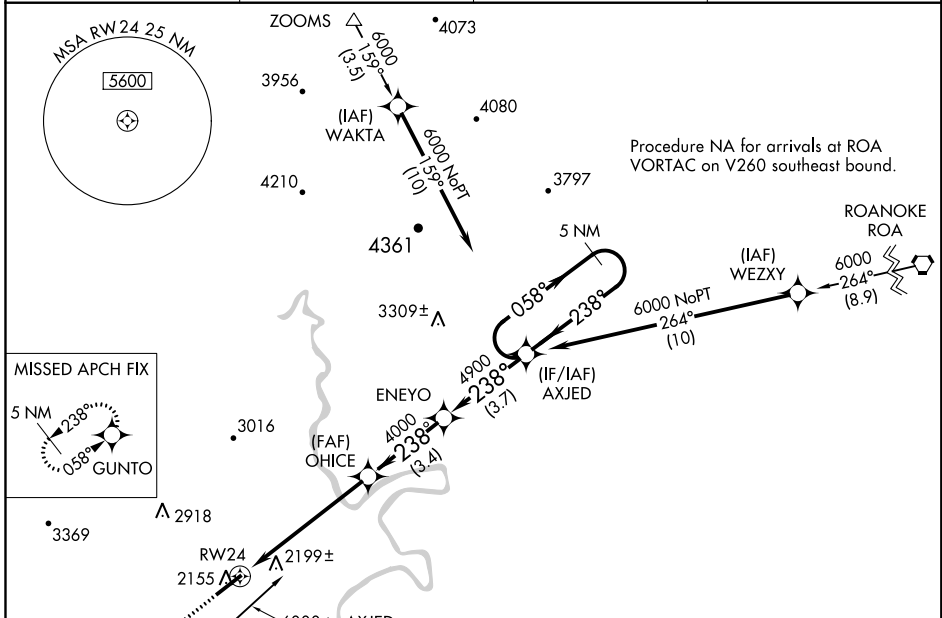 MSA RW 24 25 NM
5600
ZOOMS
4073
6000
159°
(3.5)
3956
(IAF)
WAKTA
4080
6000 NoPT
159°
(10)
Procedure NA for arrivals at ROA
VORTAC on V260 southeast bound.
4210
3797
4361
5 NM
ROANOKE
ROA
(IAF)
WEZXY
6000
264°
(8.9)
058°
238°
6000 NoPT
264°
(10)
3309±
MISSED APCH FIX
5 NM
238°
058°
GUNTO
4900
238°
(3.7)
(IF/IAF)
AXJED
ENEYO
4000
238°
(3.4)
3016
(FAF)
OHICE
2918
3369
RW24
2199±
2155